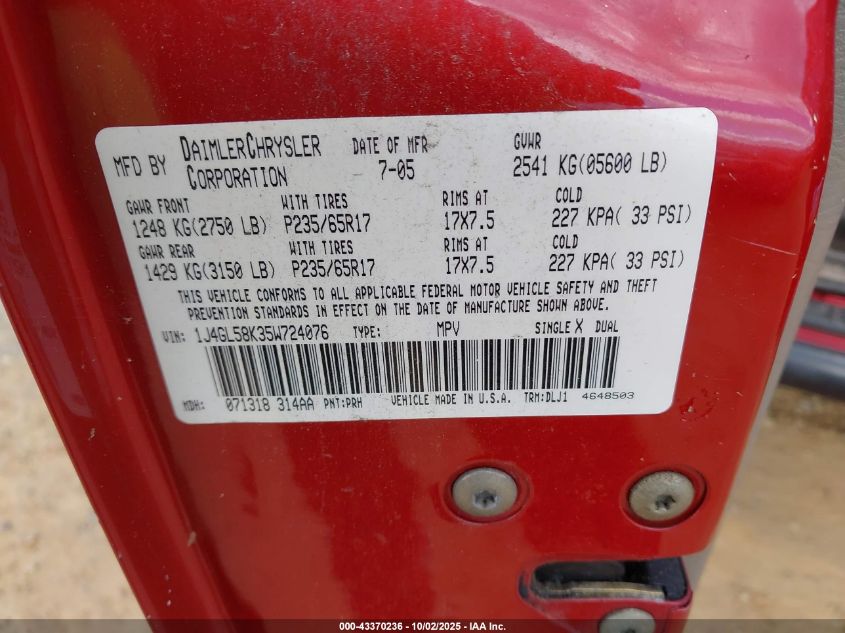 MFD BY DAIMLERCHRYSLER CORPORATION DATE OF MFR 7-05 GVWR 2541 KG(05600 LB)
GAWR FRONT WITH TIRES RIMS AT COLD
1248 KG(2750 LB) P235/65R17 17X7.5 227 KPA( 33 PSI)
GAWR REAR WITH TIRES RIMS AT COLD
1429 KG(3150 LB) P235/65R17 17X7.5 227 KPA( 33 PSI)
THIS VEHICLE CONFORMS TO ALL APPLICABLE FEDERAL MOTOR VEHICLE SAFETY AND THEFT
PREVENTION STANDARDS IN EFFECT ON THE DATE OF MANUFACTURE SHOWN ABOVE.
VIN: 1J4GL58K35W724076 TYPE: MPV SINGLE X DUAL
MDH: 071318 314AA PNT:PRH VEHICLE MADE IN U.S.A. TRM:DLJ1 4648503
000-43370236 - 10/02/2025 - IAA Inc.